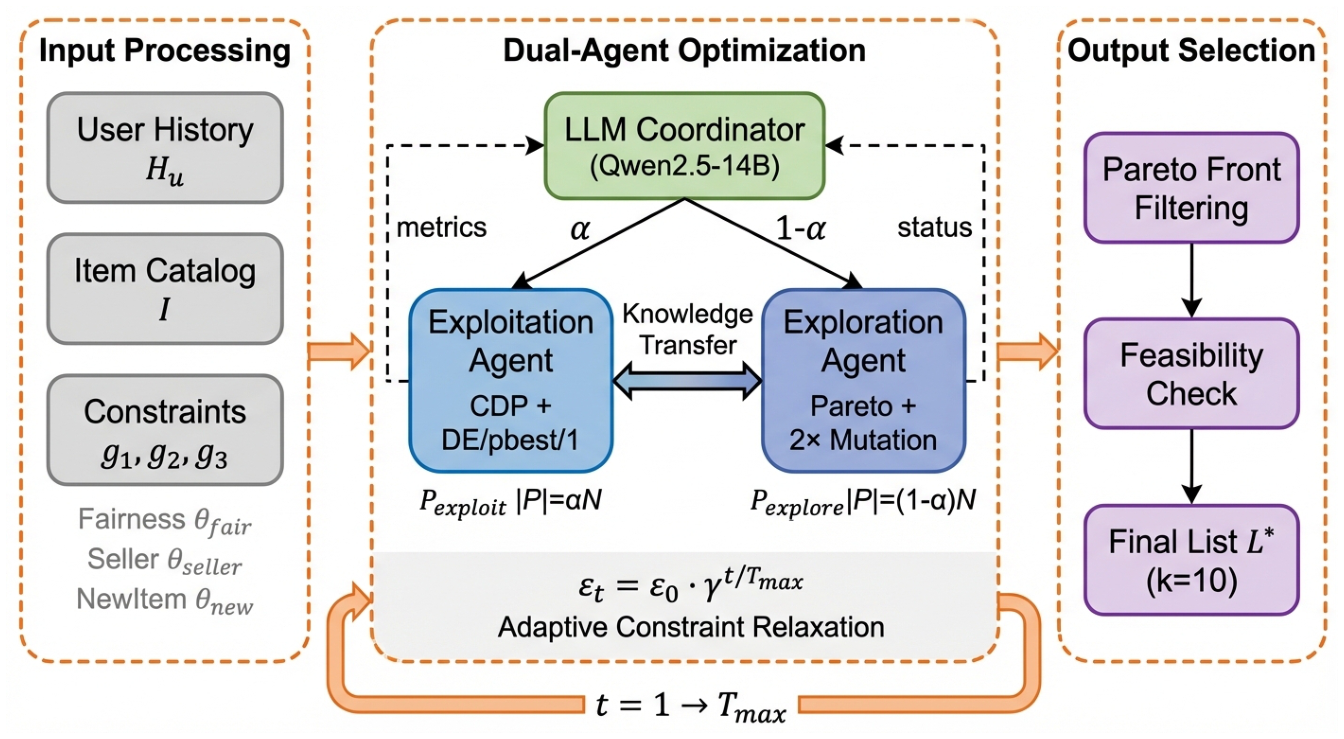 Input Processing
User History
H_u
Item Catalog
I
Constraints
g_1, g_2, g_3
Fairness θ_fair
Seller θ_seller
NewItem θ_new
Dual-Agent Optimization
LLM Coordinator
(Qwen2.5-14B)
metrics
α
1-α
status
Exploitation
Agent
CDP +
DE/pbest/1
Knowledge
Transfer
Exploration
Agent
Pareto +
2× Mutation
P_exploit |P|=αN
P_explore|P|=(1-α)N
ε_t = ε_0 · γ^{t/T_max}
Adaptive Constraint Relaxation
t = 1 → T_max
Output Selection
Pareto Front
Filtering
Feasibility
Check
Final List L*
(k=10)